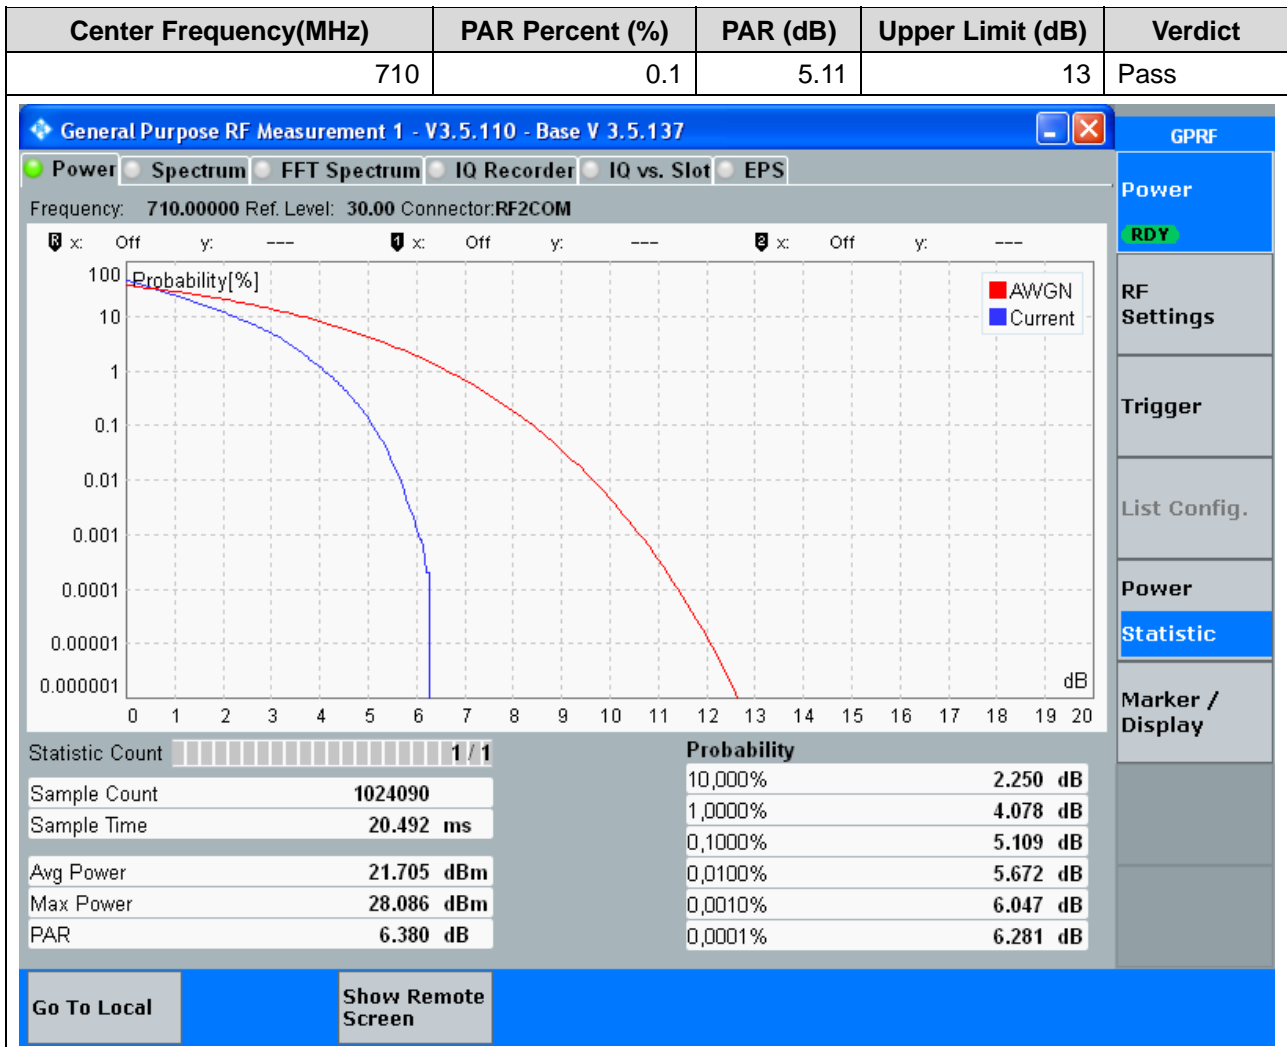 Center Frequency(MHz) PAR Percent (%) PAR (dB) Upper Limit (dB) Verdict
710 0.1 5.11 13 Pass
General Purpose RF Measurement 1 - V3.5.110 - Base V 3.5.137
GPRF
Power Spectrum FFT Spectrum IQ Recorder IQ vs. Slot EPS
Frequency: 710.00000 Ref. Level: 30.00 Connector:RF2COM
R x: Off y: --- 1 x: Off y: --- 2 x: Off y: ---
Probability[%]
AWGN
Current
100
10
1
0.1
0.01
0.001
0.0001
0.00001
0.000001
dB
0 1 2 3 4 5 6 7 8 9 10 11 12 13 14 15 16 17 18 19 20
Statistic Count 1 / 1
Sample Count 1024090
Sample Time 20.492 ms
Avg Power 21.705 dBm
Max Power 28.086 dBm
PAR 6.380 dB
Probability
10,000% 2.250 dB
1,0000% 4.078 dB
0,1000% 5.109 dB
0,0100% 5.672 dB
0,0010% 6.047 dB
0,0001% 6.281 dB
Power
RDY
RF
Settings
Trigger
List Config.
Power
Statistic
Marker /
Display
Go To Local
Show Remote
Screen